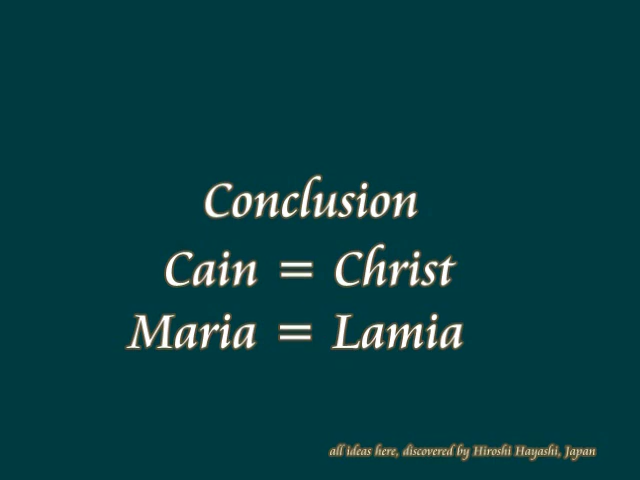 Conclusion
Cain = Christ
Maria = Lamia
all ideas here, discovered by Hiroshi Hayashi, Japan